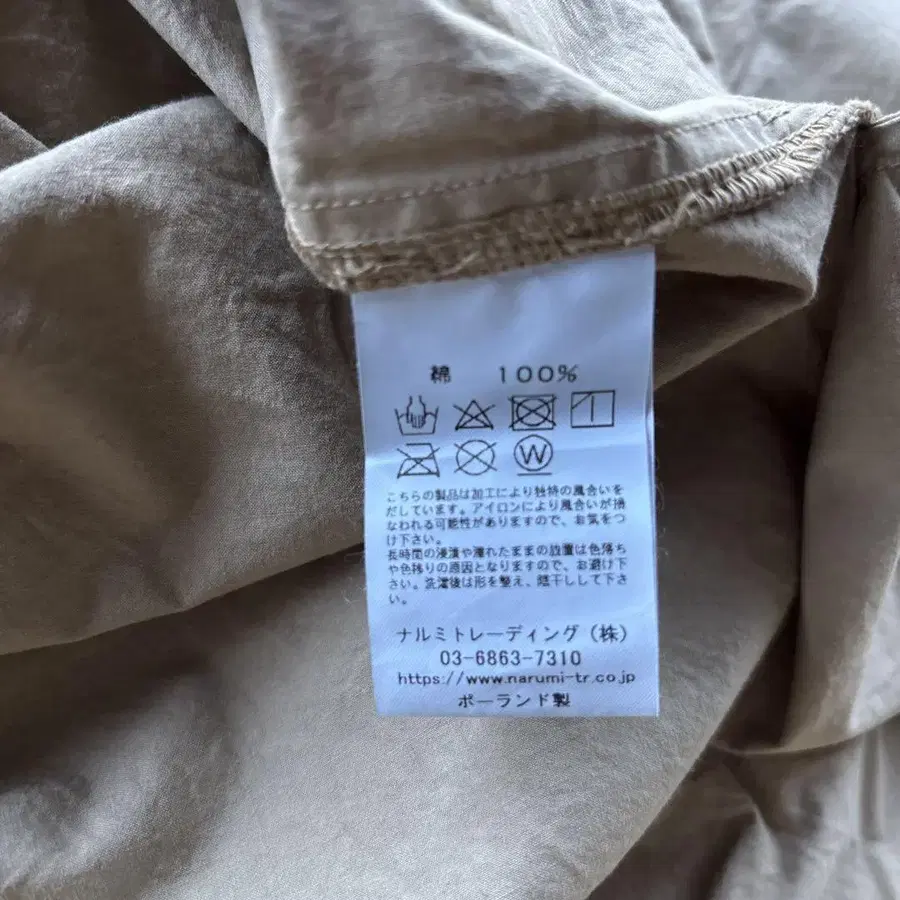 綿 100%
W
こちらの製品は加工により独特の風合いを
だしています。アイロンにより風合いが損
なわれる可能性がありますので、お気をつ
け下さい。
長時間の浸漬や濡れたままの放置は色落ち
や色移りの原因となりますので、お避け下
さい。洗濯後は形を整え、陰干しして下さ
い。
ナルミトレーディング(株)
03-6863-7310
https://www.narumi-tr.co.jp
ポーランド製